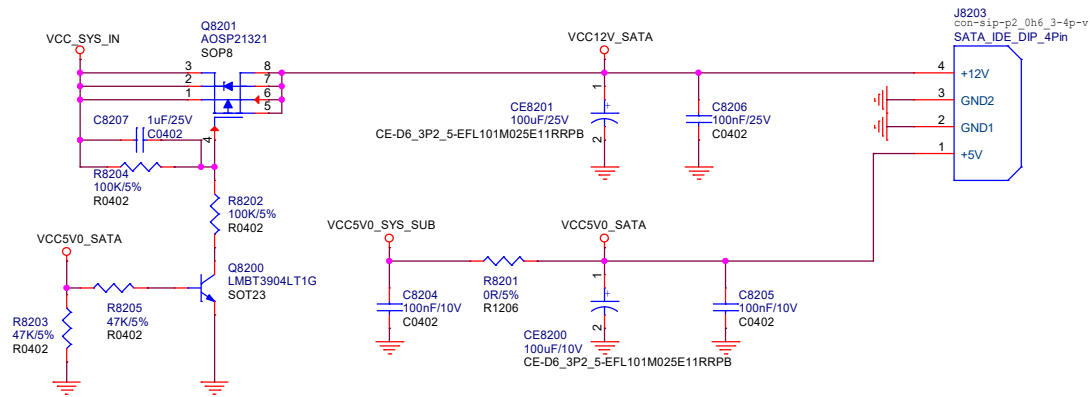 Q8201
AOSP21321
SOP8
VCC_SYS_IN
3
2
1
8
7
6
5
4
C8207
1uF/25V
C0402
R8204
100K/5%
R0402
R8202
100K/5%
R0402
VCC5V0_SATA
R8203
47K/5%
R0402
R8205
47K/5%
R0402
Q8200
LMBT3904LT1G
SOT23
VCC12V_SATA
1
+
2
CE8201
100uF/25V
CE-D6_3P2_5-EFL101M025E11RRPB
C8206
100nF/25V
C0402
J8203
con-sip-p2_0h6_3-4p-v
SATA_IDE_DIP_4Pin
4
+12V
3
GND2
2
GND1
1
+5V
VCC5V0_SYS_SUB
C8204
100nF/10V
C0402
R8201
0R/5%
R1206
VCC5V0_SATA
1
+
2
CE8200
100uF/10V
CE-D6_3P2_5-EFL101M025E11RRPB
C8205
100nF/10V
C0402